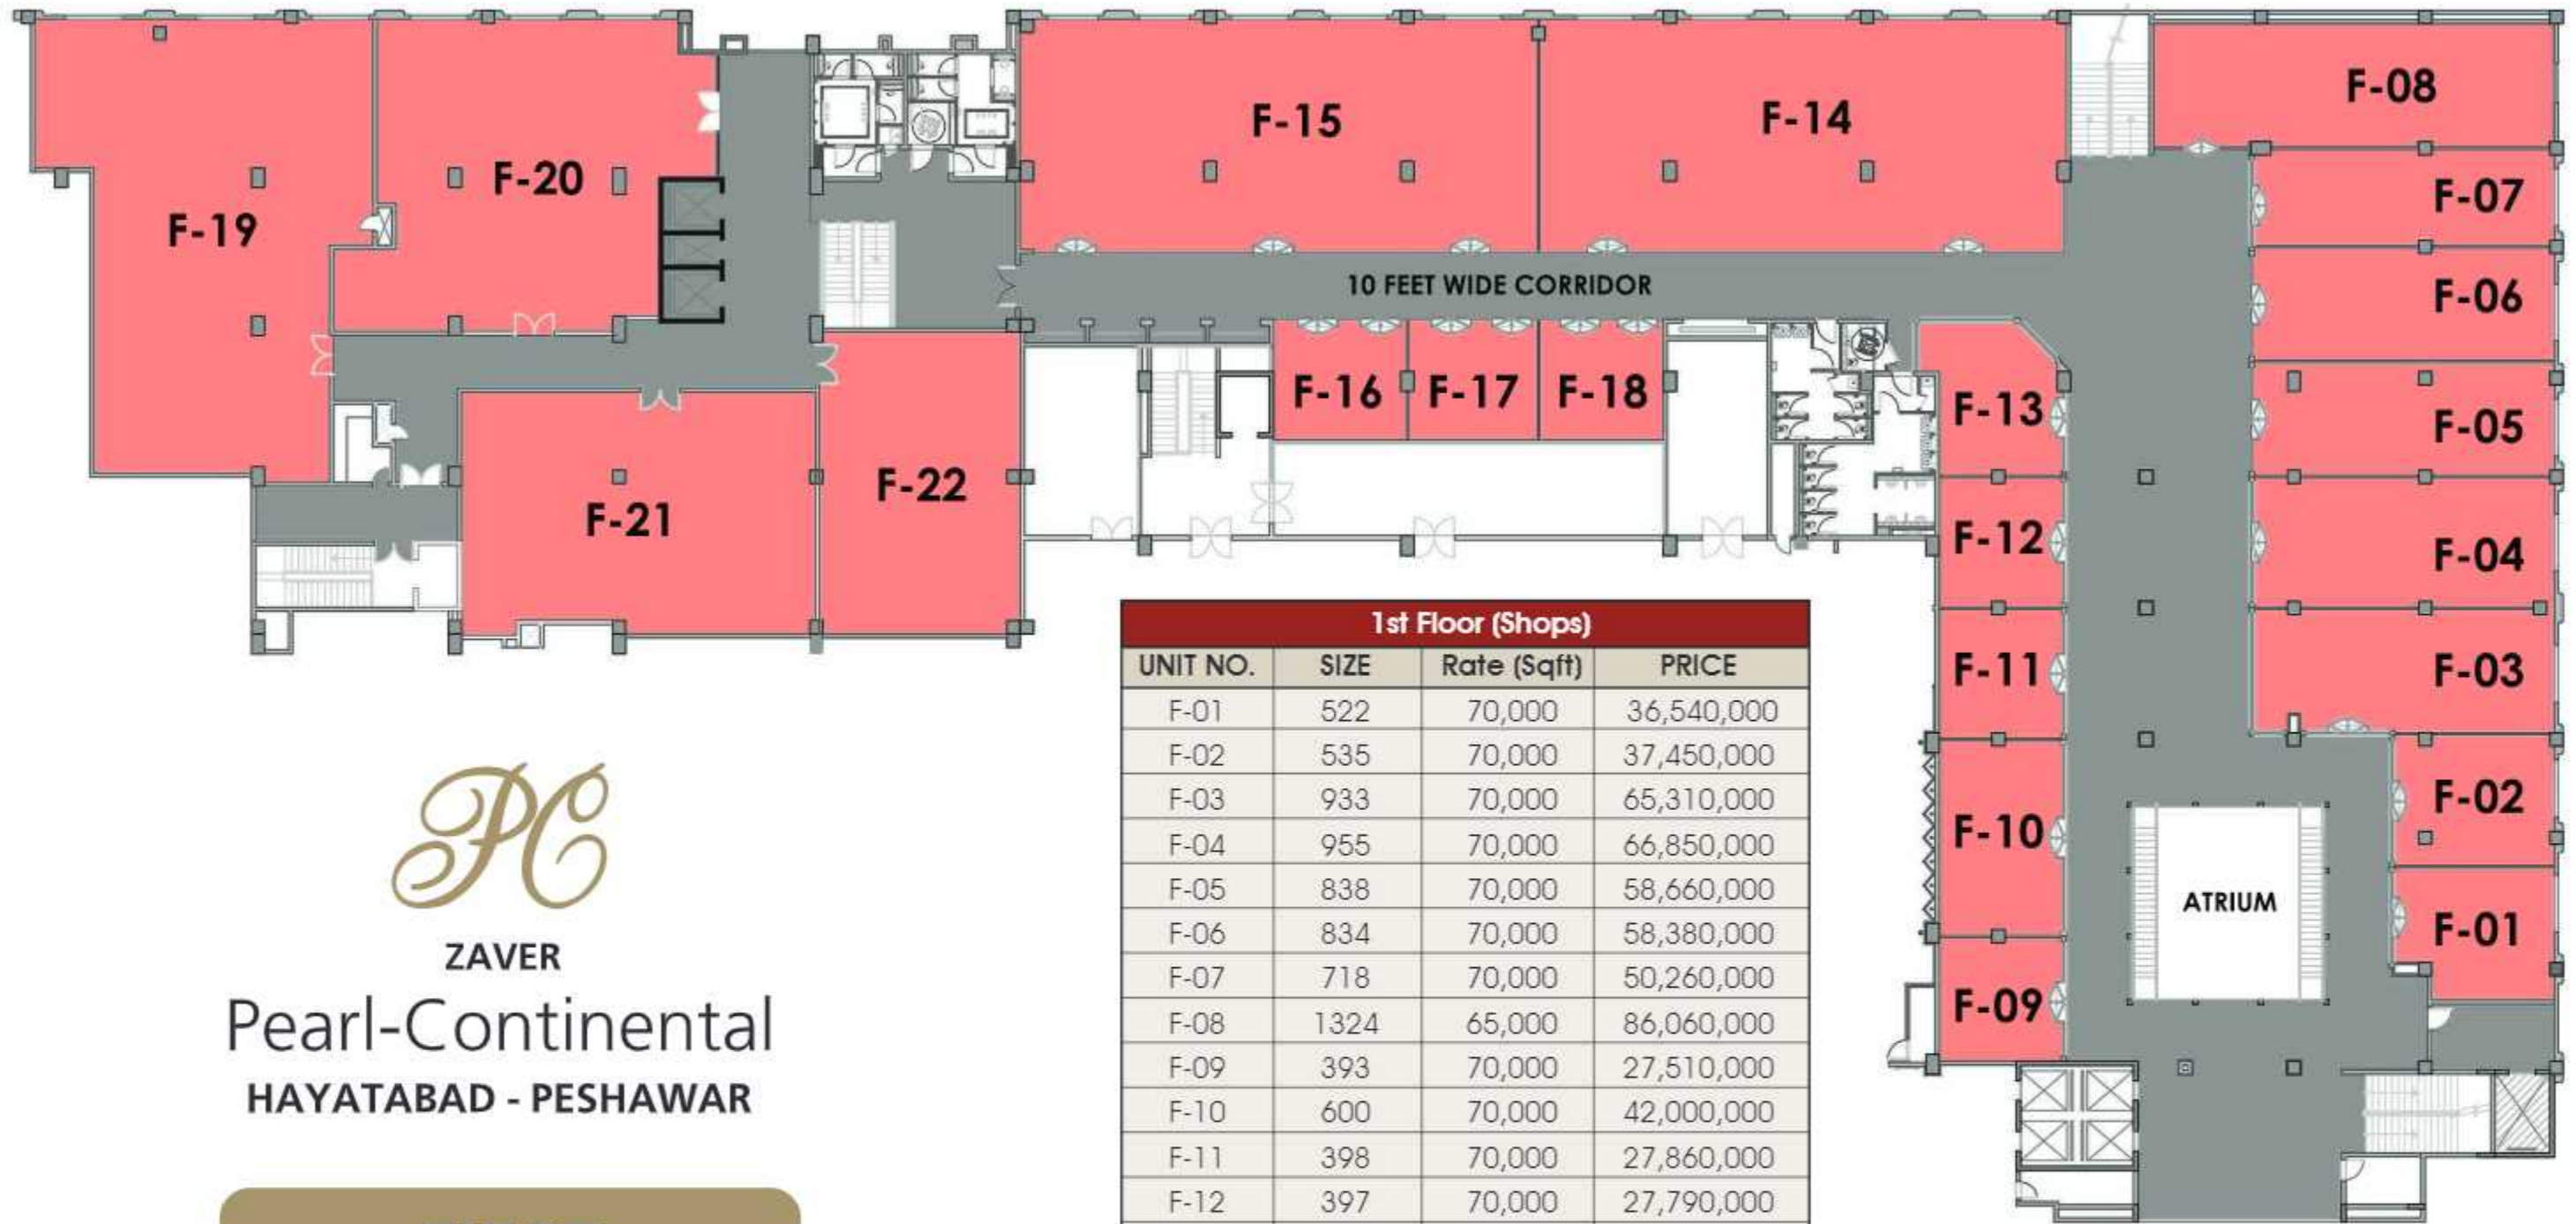 F-19
F-20
F-15
F-14
F-08
F-07
F-06
F-05
F-04
F-03
F-02
F-01
10 FEET WIDE CORRIDOR
F-16
F-17
F-18
F-13
F-12
F-11
F-10
F-09
F-21
F-22
ATRIUM
1st Floor (Shops)
UNIT NO. SIZE Rate (Sqft) PRICE
F-01 522 70,000 36,540,000
F-02 535 70,000 37,450,000
F-03 933 70,000 65,310,000
F-04 955 70,000 66,850,000
F-05 838 70,000 58,660,000
F-06 834 70,000 58,380,000
F-07 718 70,000 50,260,000
F-08 1324 65,000 86,060,000
F-09 393 70,000 27,510,000
F-10 600 70,000 42,000,000
F-11 398 70,000 27,860,000
F-12 397 70,000 27,790,000
PC
ZAVER
Pearl-Continental
HAYATABAD - PESHAWAR